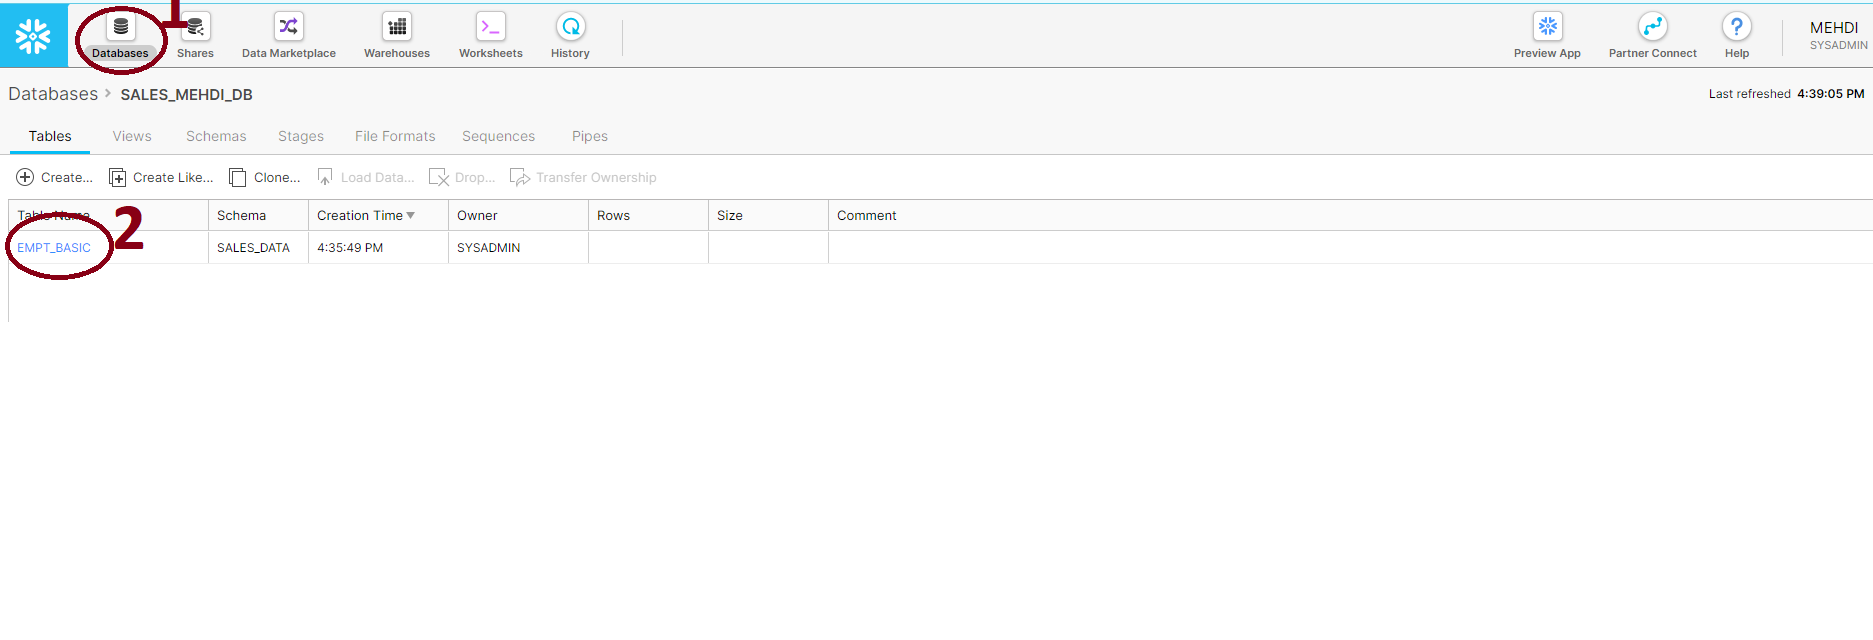 1
Databases Shares Data Marketplace Warehouses Worksheets History Preview App Partner Connect Help MEHDI
SYSADMIN
Databases > SALES_MEHDI_DB Last refreshed 4:39:05 PM
Tables Views Schemas Stages File Formats Sequences Pipes
Create... Create Like... Clone... Load Data... Drop... Transfer Ownership
Table Name Schema Creation Time Owner Rows Size Comment
2
EMPT_BASIC SALES_DATA 4:35:49 PM SYSADMIN